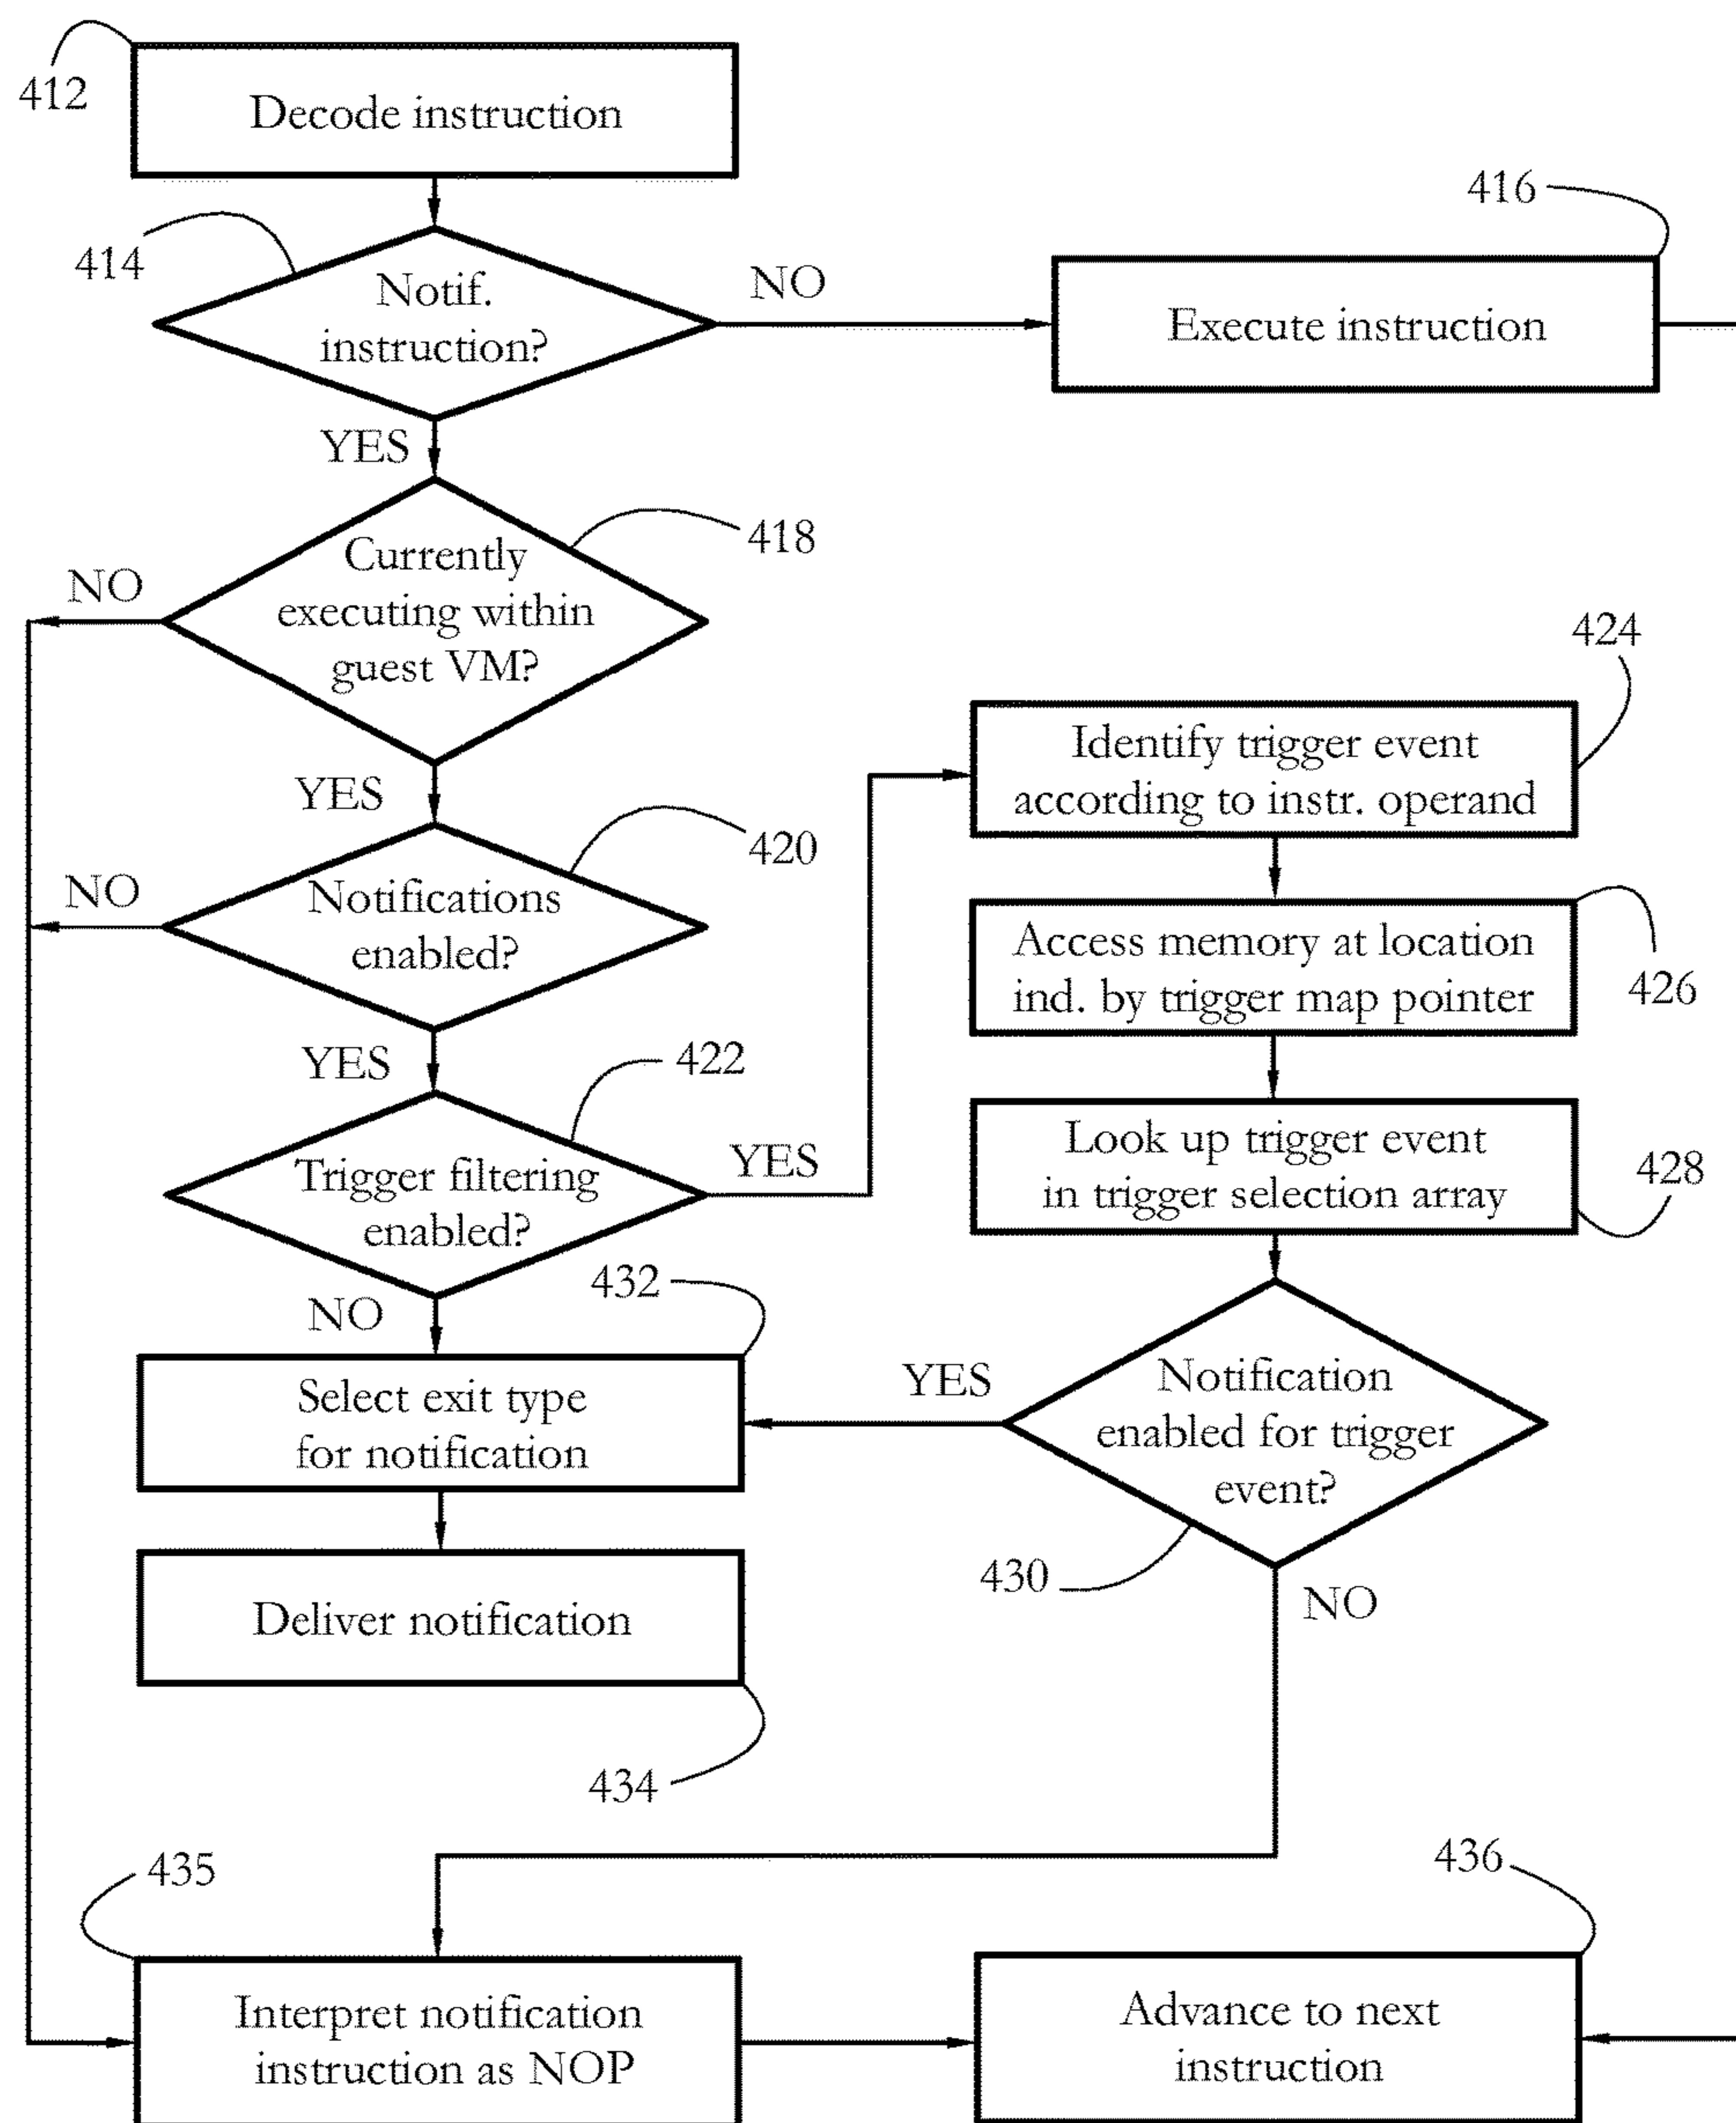 412
Decode instruction
416
414
Notif.
instruction?
NO
Execute instruction
YES
418
Currently
executing within
guest VM?
NO
424
YES
Identify trigger event
according to instr. operand
420
Notifications
enabled?
NO
Access memory at location
ind. by trigger map pointer
426
YES
422
Trigger filtering
enabled?
YES
Look up trigger event
in trigger selection array
428
432
NO
Select exit type
for notification
YES
Notification
enabled for trigger
event?
430
NO
Deliver notification
434
435
436
Interpret notification
instruction as NOP
Advance to next
instruction